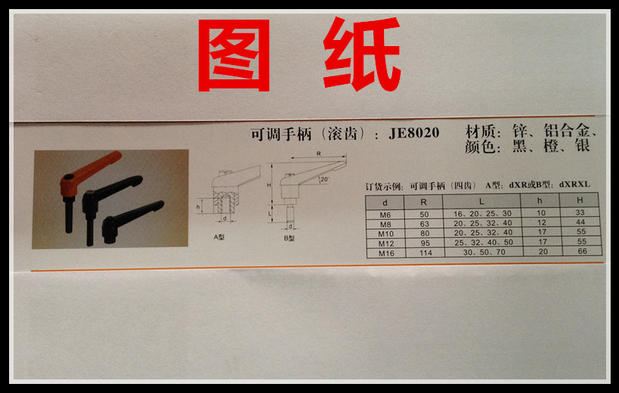 图 纸
可调手柄（滚齿）：JE8020
材质：锌、铝合金、
颜色：黑、橙、银
R
H
20°
h
L
d
d
A型
B型
订货示例：可调手柄（四齿） A型：dXR或B型：dXRXL
d R L h H
M6 50 16、20、25、30 10 33
M8 63 20、25、32、40 12 44
M10 80 20、25、32、40 17 55
M12 95 25、32、40、50 17 55
M16 114 30、50、70 20 66